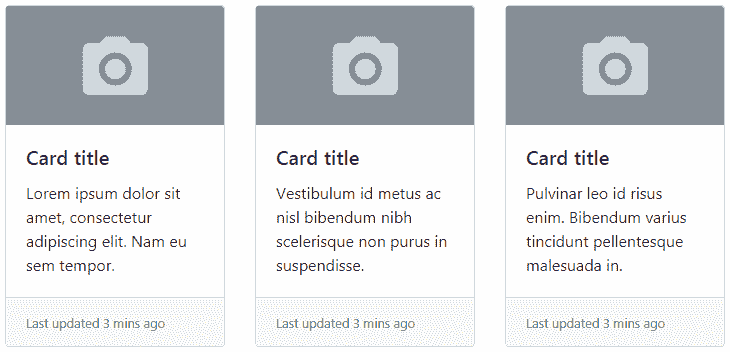 Card title
Lorem ipsum dolor sit
amet, consectetur
adipiscing elit. Nam eu
sem tempor.
Last updated 3 mins ago
Card title
Vestibulum id metus ac
nisl bibendum nibh
scelerisque non purus in
suspendisse.
Last updated 3 mins ago
Card title
Pulvinar leo id risus
enim. Bibendum varius
tincidunt pellentesque
malesuada in.
Last updated 3 mins ago